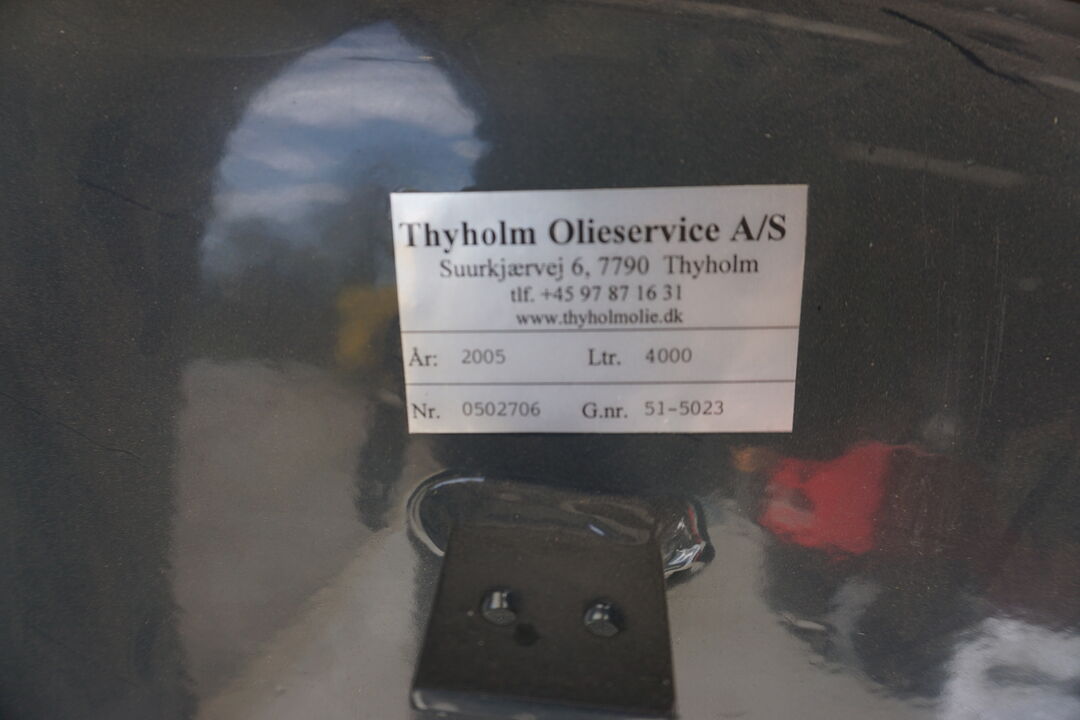 Thyholm Olieservice A/S
Suurkjærvej 6, 7790 Thyholm
tlf. +45 97 87 16 31
www.thyholmolie.dk
År: 2005 Ltr. 4000
Nr. 0502706 G.nr. 51-5023